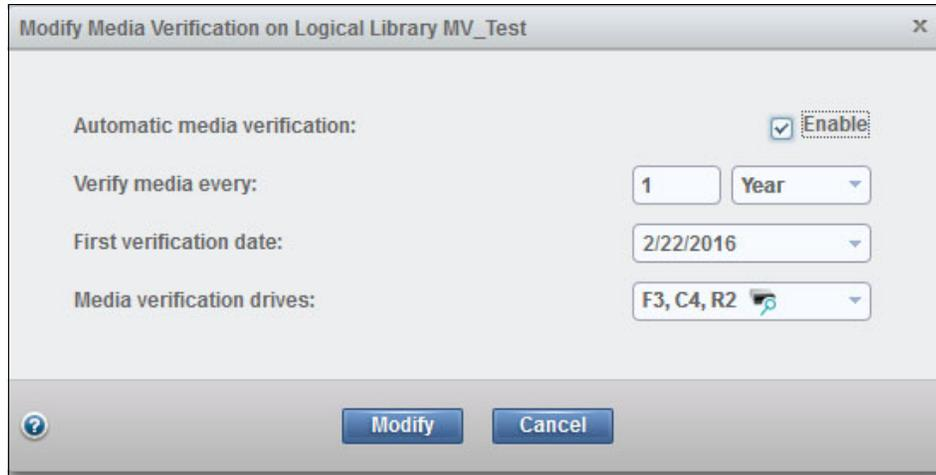 Modify Media Verification on Logical Library MV_Test x
Automatic media verification: Enable
Verify media every: 1 Year
First verification date: 2/22/2016
Media verification drives: F3, C4, R2
? Modify Cancel